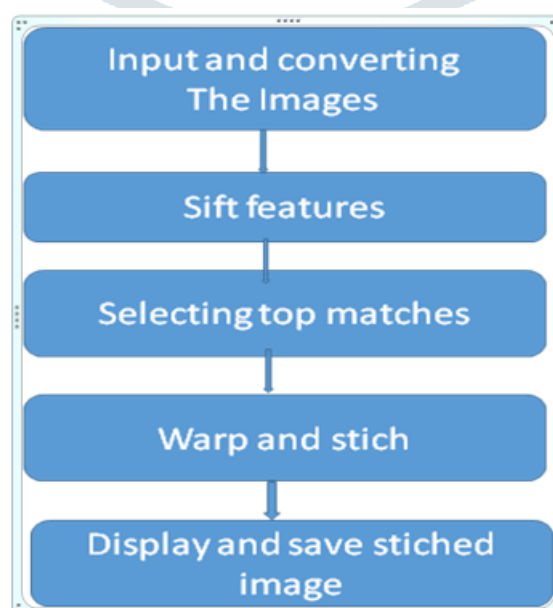 Input and converting
The Images
Sift features
Selecting top matches
Warp and stich
Display and save stiched
image